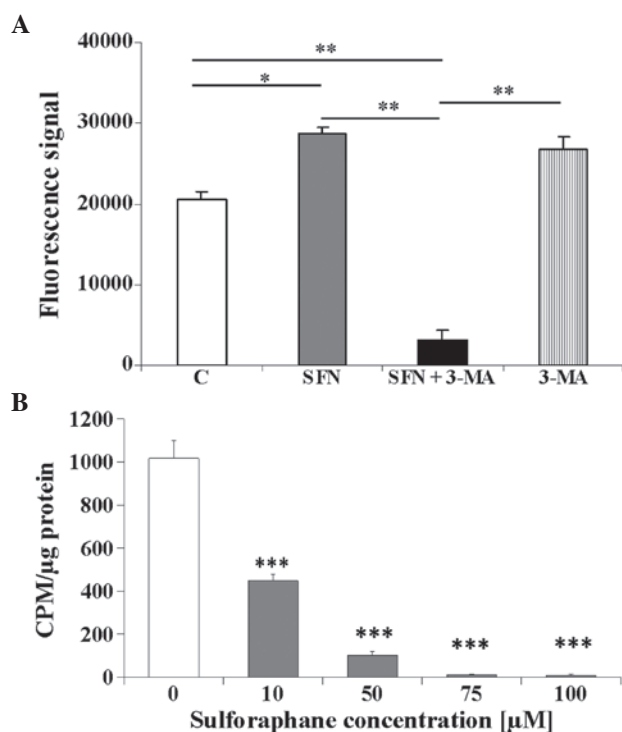 A
40000
30000
20000
10000
0
Fluorescence signal
**
*
**
**
C SFN SFN + 3-MA 3-MA
B
1200
1000
800
600
400
200
0
CPM/µg protein
***
***
***
***
0 10 50 75 100
Sulforaphane concentration [µM]